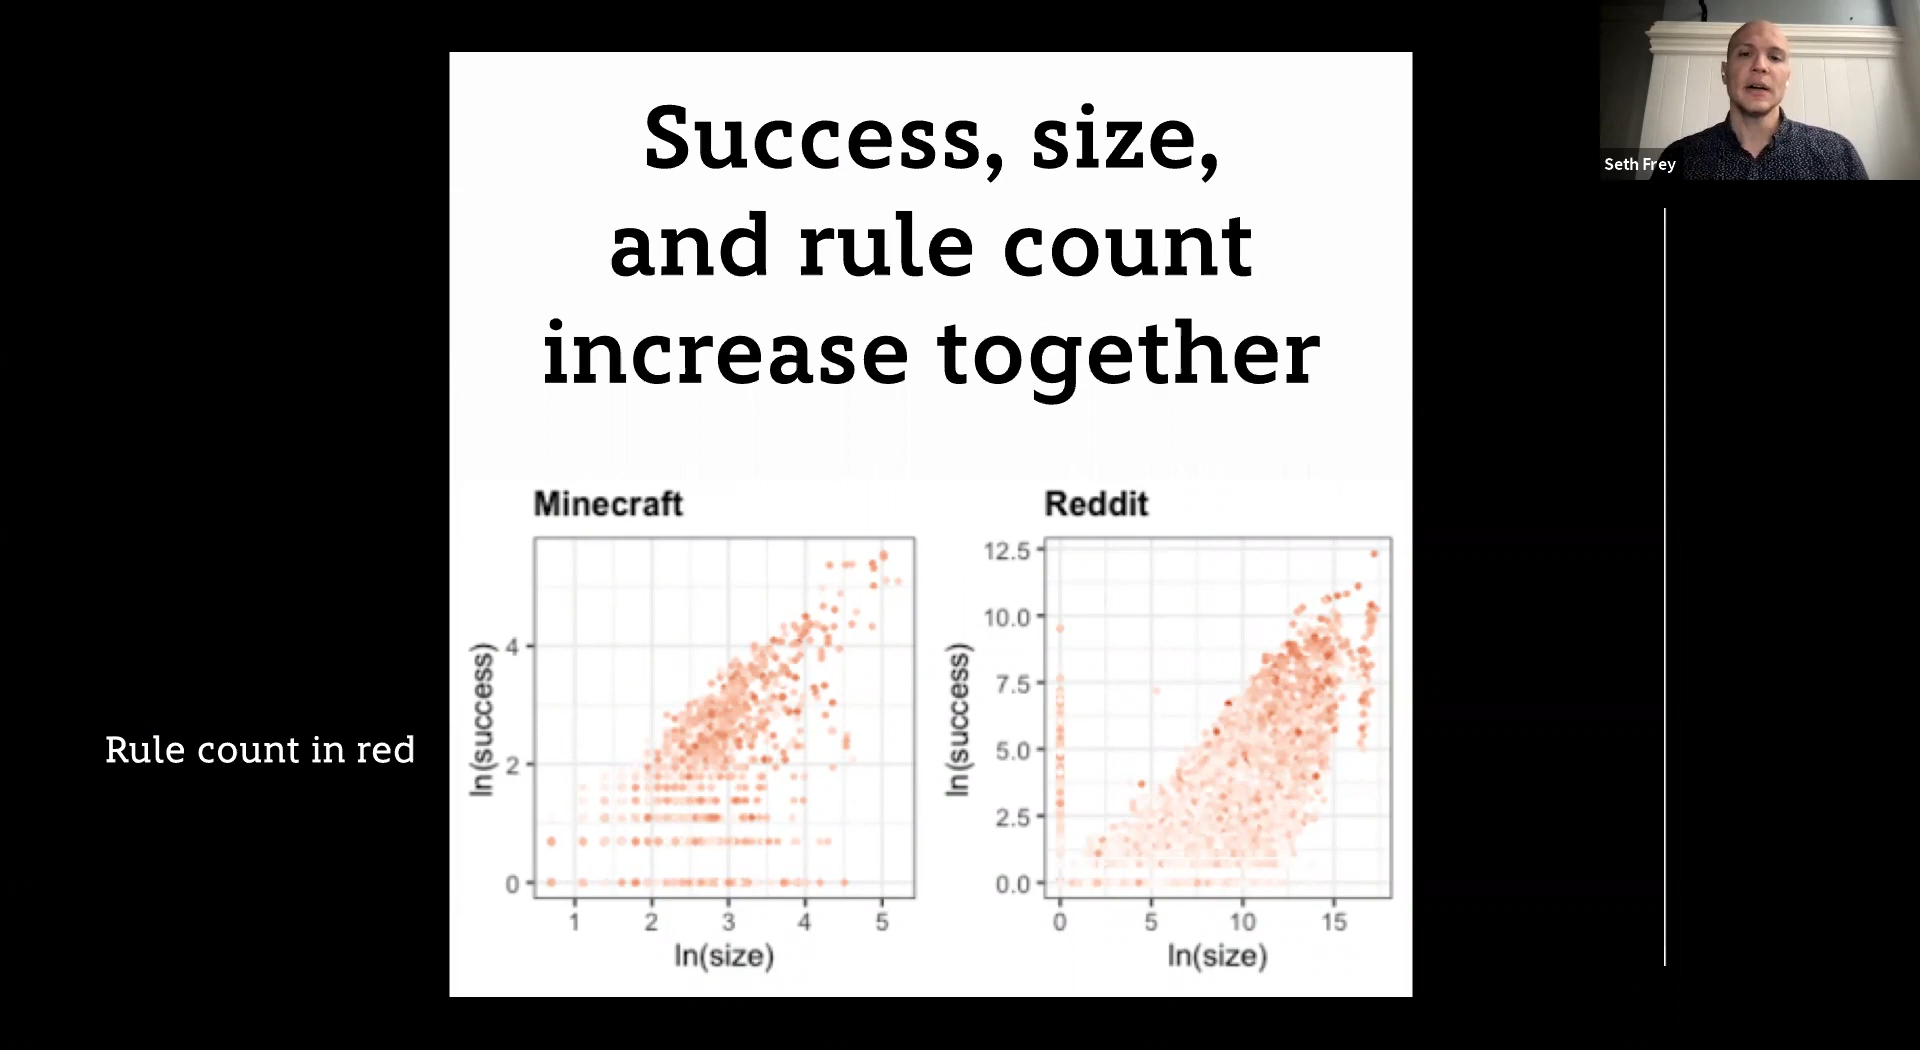 Success, size,
and rule count
increase together
Seth Frey
Rule count in red
Minecraft
ln(success)
4
2
0
1 2 3 4 5
ln(size)
Reddit
ln(success)
12.5
10.0
7.5
5.0
2.5
0.0
0 5 10 15
ln(size)